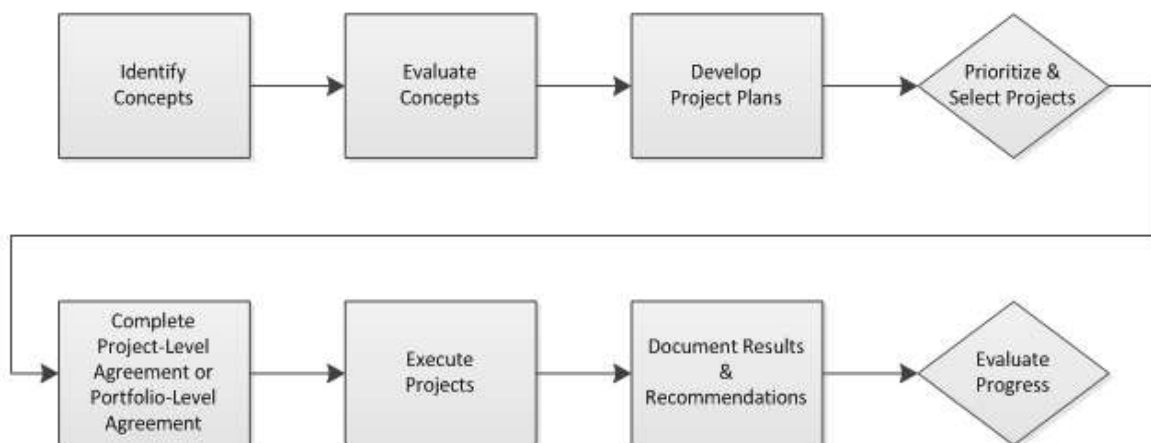 Identify
Concepts
Evaluate
Concepts
Develop
Project Plans
Prioritize &
Select Projects
Complete
Project-Level
Agreement or
Portfolio-Level
Agreement
Execute
Projects
Document Results
&
Recommendations
Evaluate
Progress